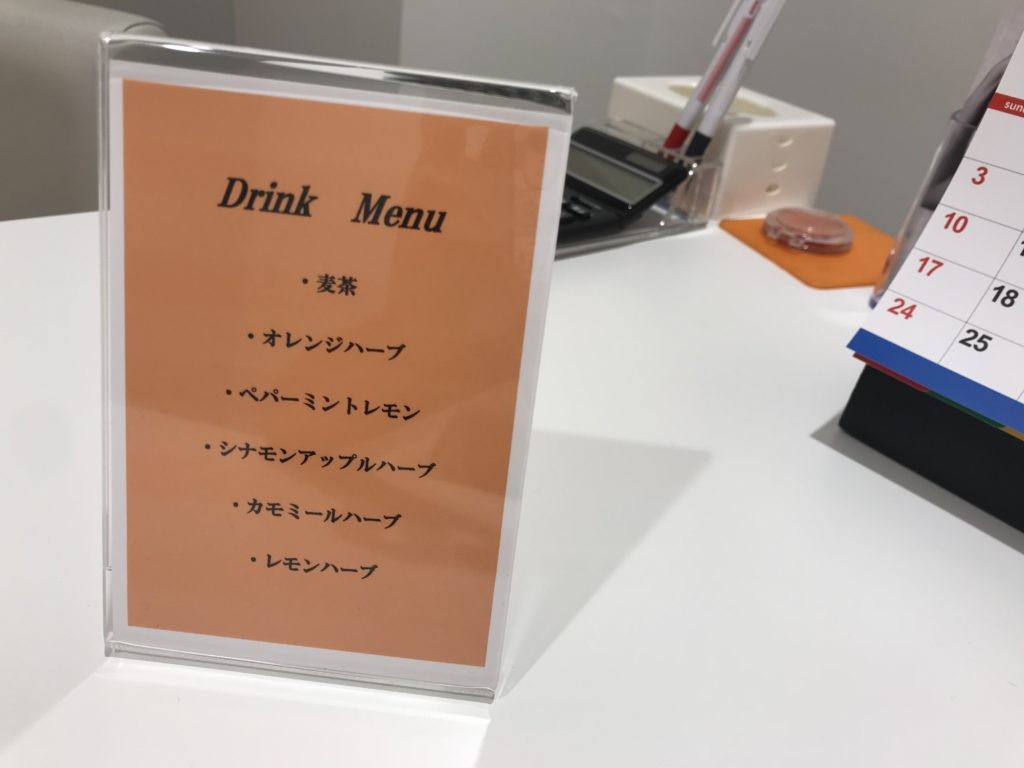 Drink Menu
・麦茶
・オレンジハーブ
・ペパーミントレモン
・シナモンアップルハーブ
・カモミールハーブ
・レモンハーブ
3
10
17
18
24
25